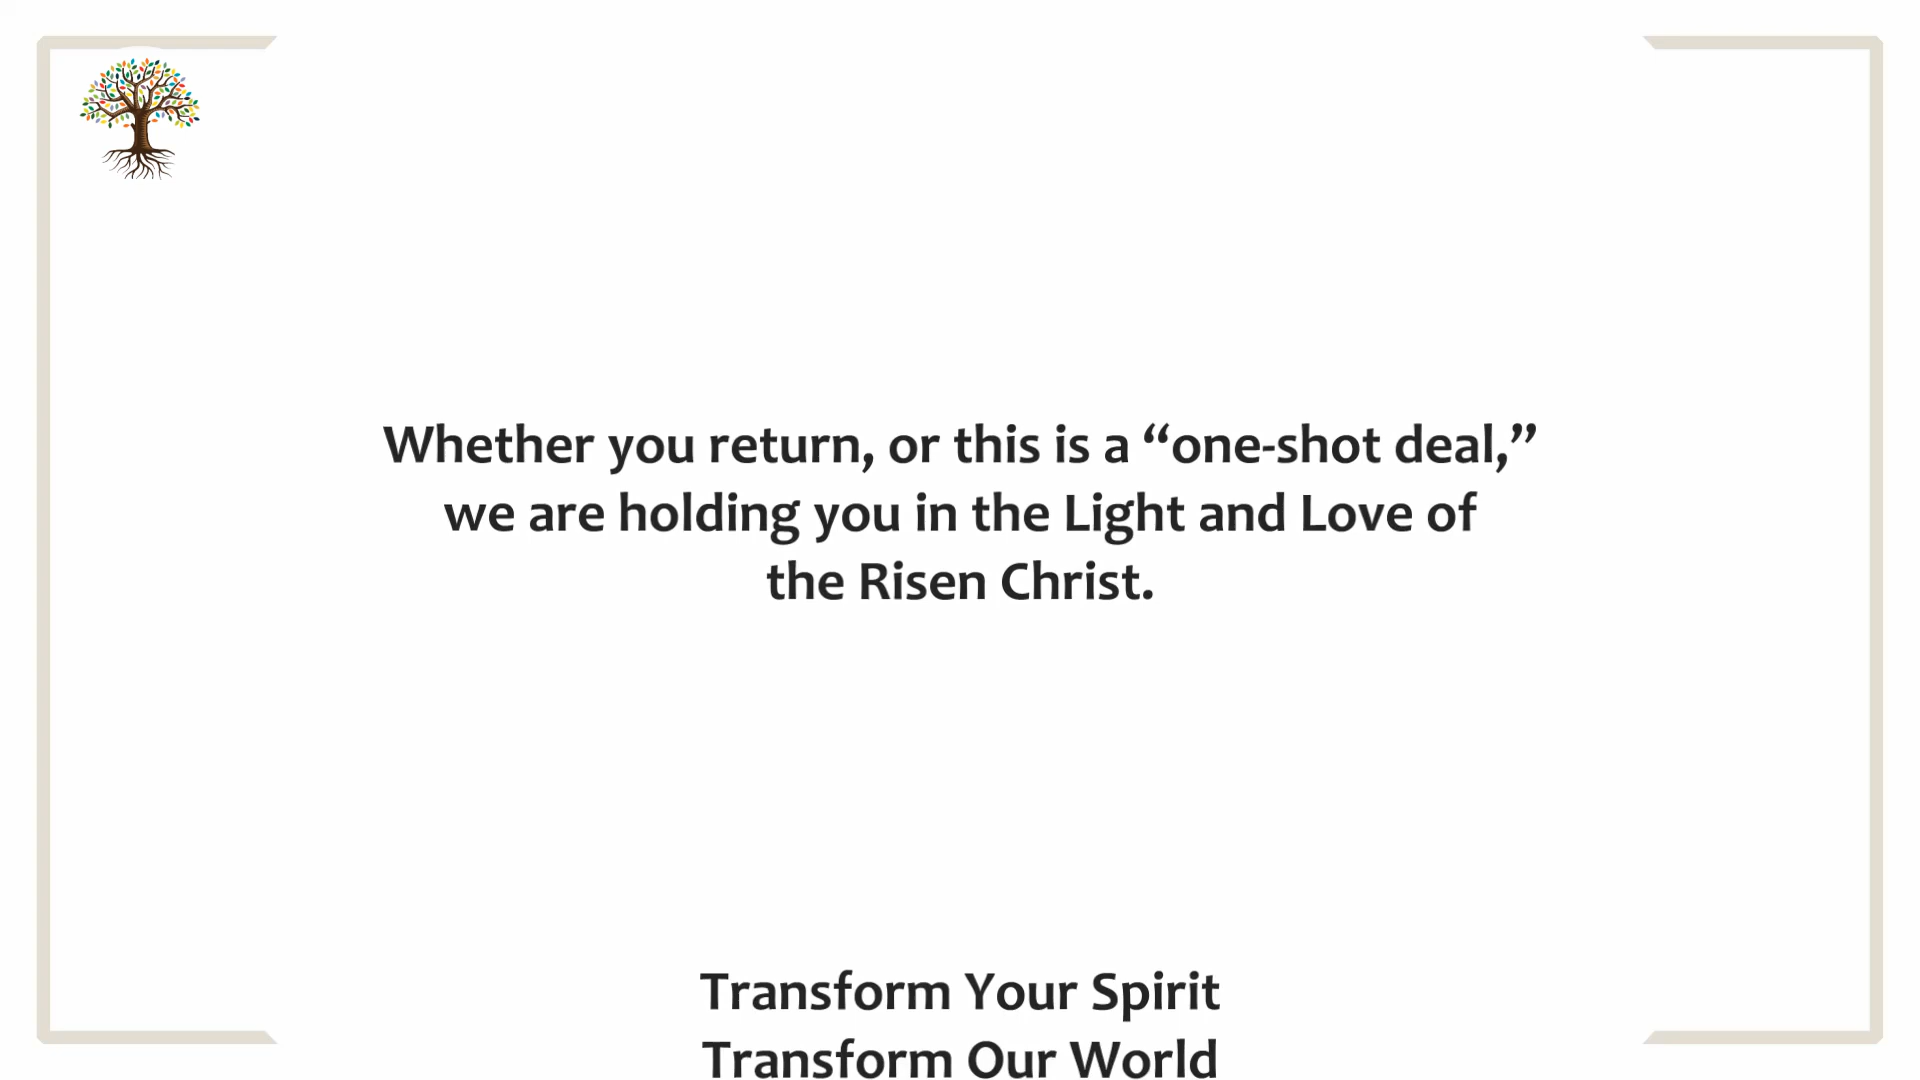 Whether you return, or this is a “one-shot deal,”
we are holding you in the Light and Love of
the Risen Christ.
Transform Your Spirit
Transform Our World